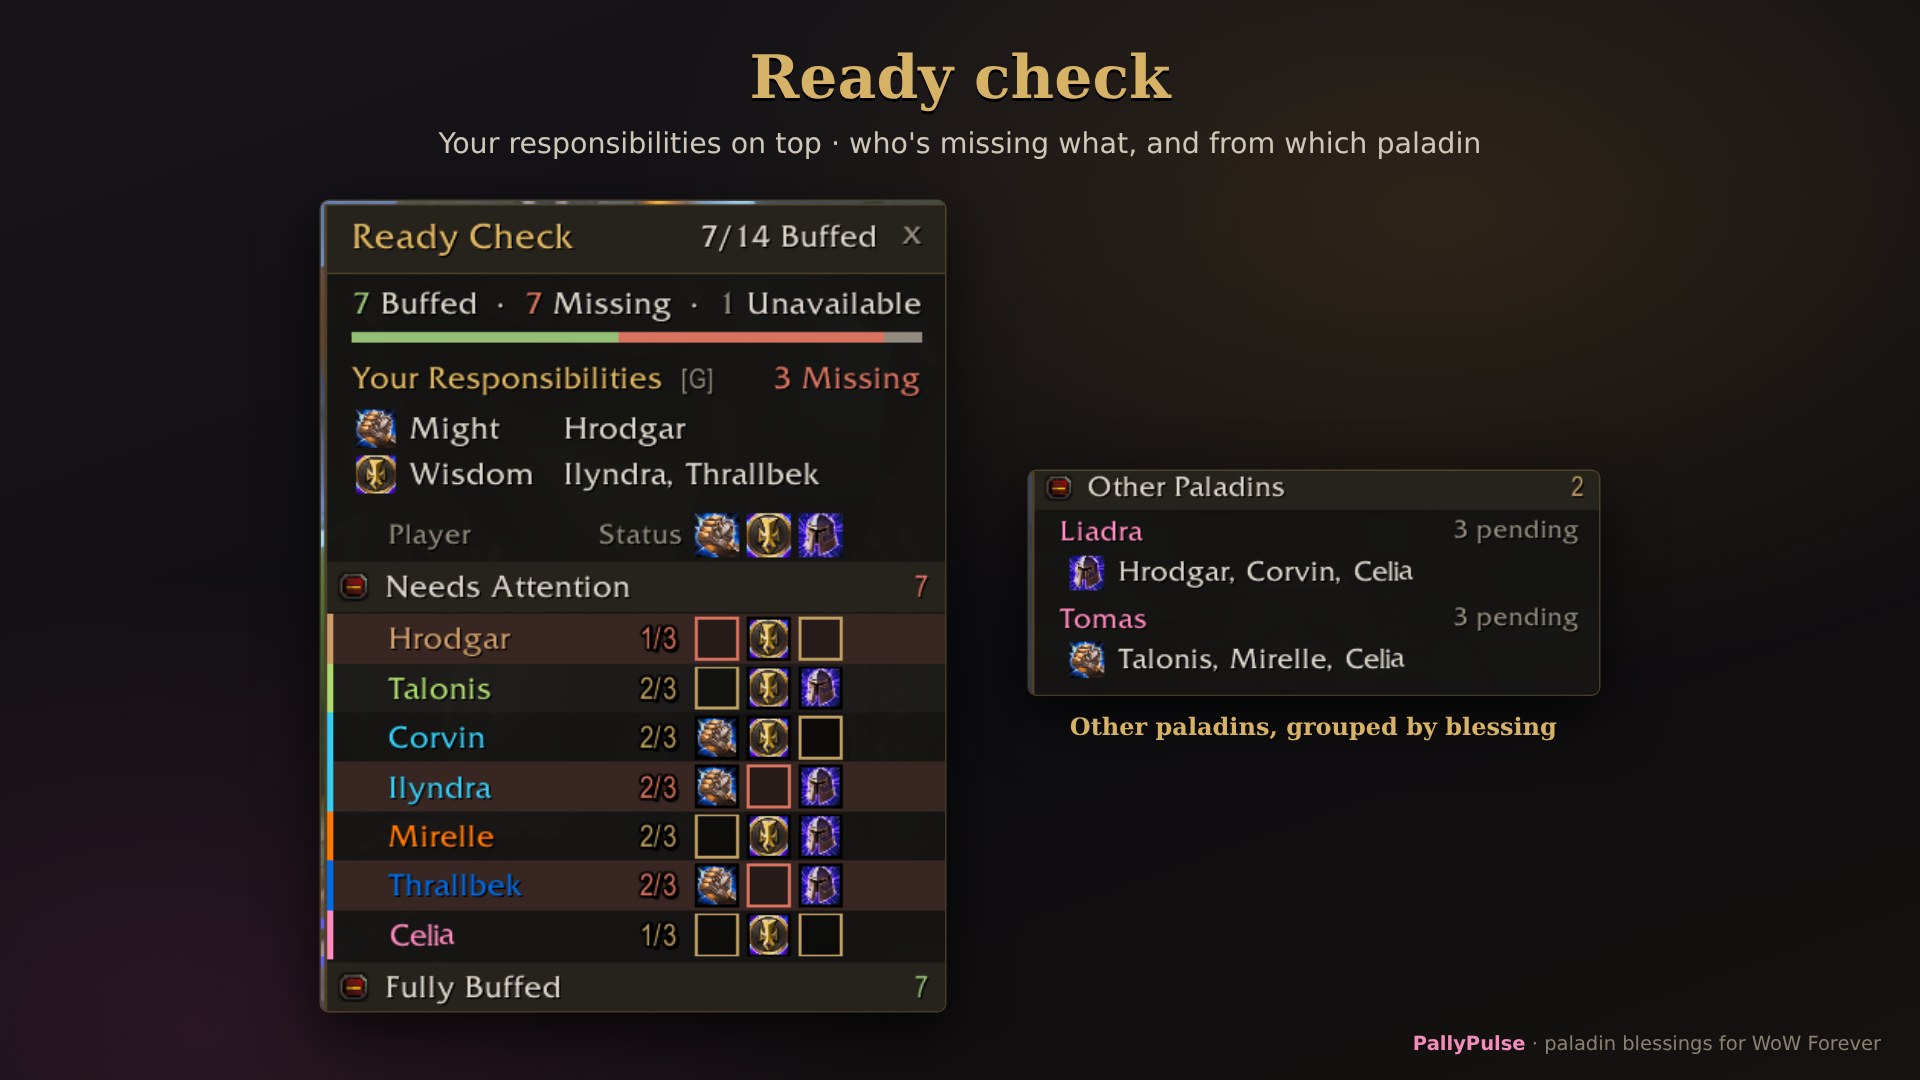 Ready check
Your responsibilities on top · who's missing what, and from which paladin
Ready Check 7/14 Buffed X
7 Buffed · 7 Missing · 1 Unavailable
Your Responsibilities [G] 3 Missing
Might Hrodgar
Wisdom Ilyndra, Thrallbek
Player Status
Needs Attention 7
Hrodgar 1/3
Talonis 2/3
Corvin 2/3
Ilyndra 2/3
Mirelle 2/3
Thrallbek 2/3
Celia 1/3
Fully Buffed 7
Other Paladins 2
Liadra 3 pending
Hrodgar, Corvin, Celia
Tomas 3 pending
Talonis, Mirelle, Celia
Other paladins, grouped by blessing
PallyPulse · paladin blessings for WoW Forever